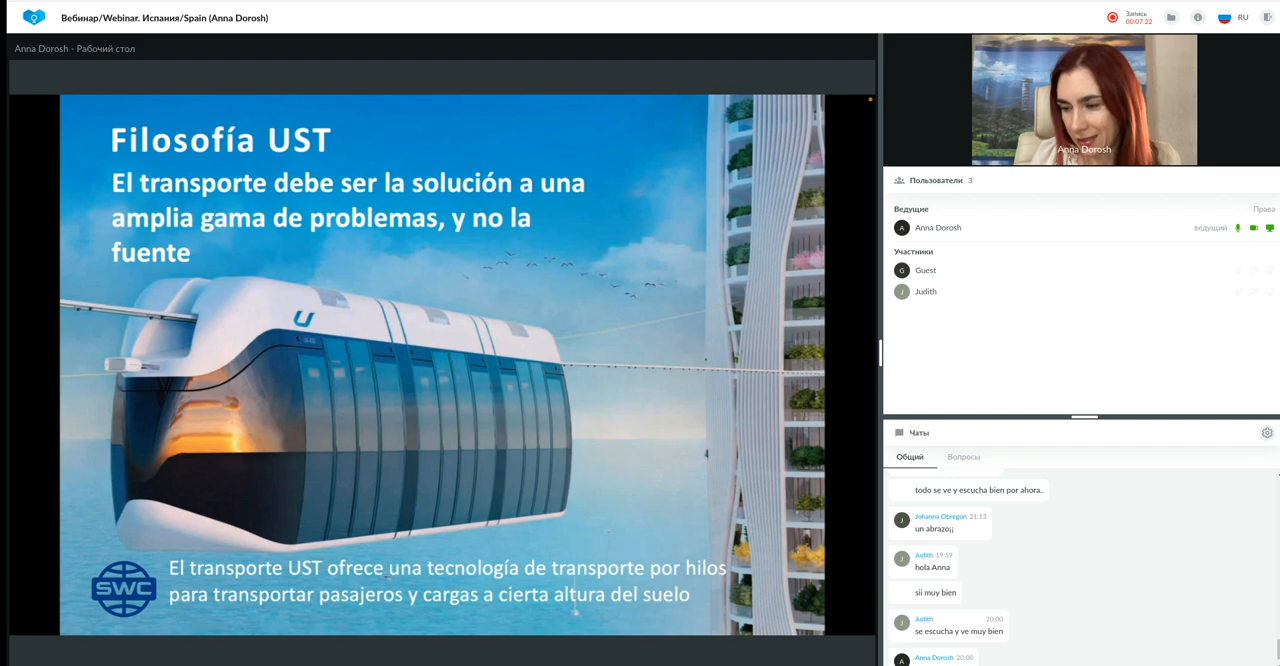 Вебинар/Webinar. Испания/Spain (Anna Dorosh)
Запись
00:07:22
RU
Anna Dorosh - Рабочий стол
Filosofía UST
El transporte debe ser la solución a una
amplia gama de problemas, y no la
fuente
U
SWC
El transporte UST ofrece una tecnología de transporte por hilos
para transportar pasajeros y cargas a cierta altura del suelo
Anna Dorosh
Пользователи 3
Ведущие Права
A Anna Dorosh ведущий
Участники
G Guest
J Judith
Чаты
Общий Вопросы
todo se ve y escucha bien por ahora..
J Johanna Obregon 21:13
un abrazo¡¡
J Judith 19:59
hola Anna
sii muy bien
J Judith 20:00
se escucha y ve muy bien
A Anna Dorosh 20:00